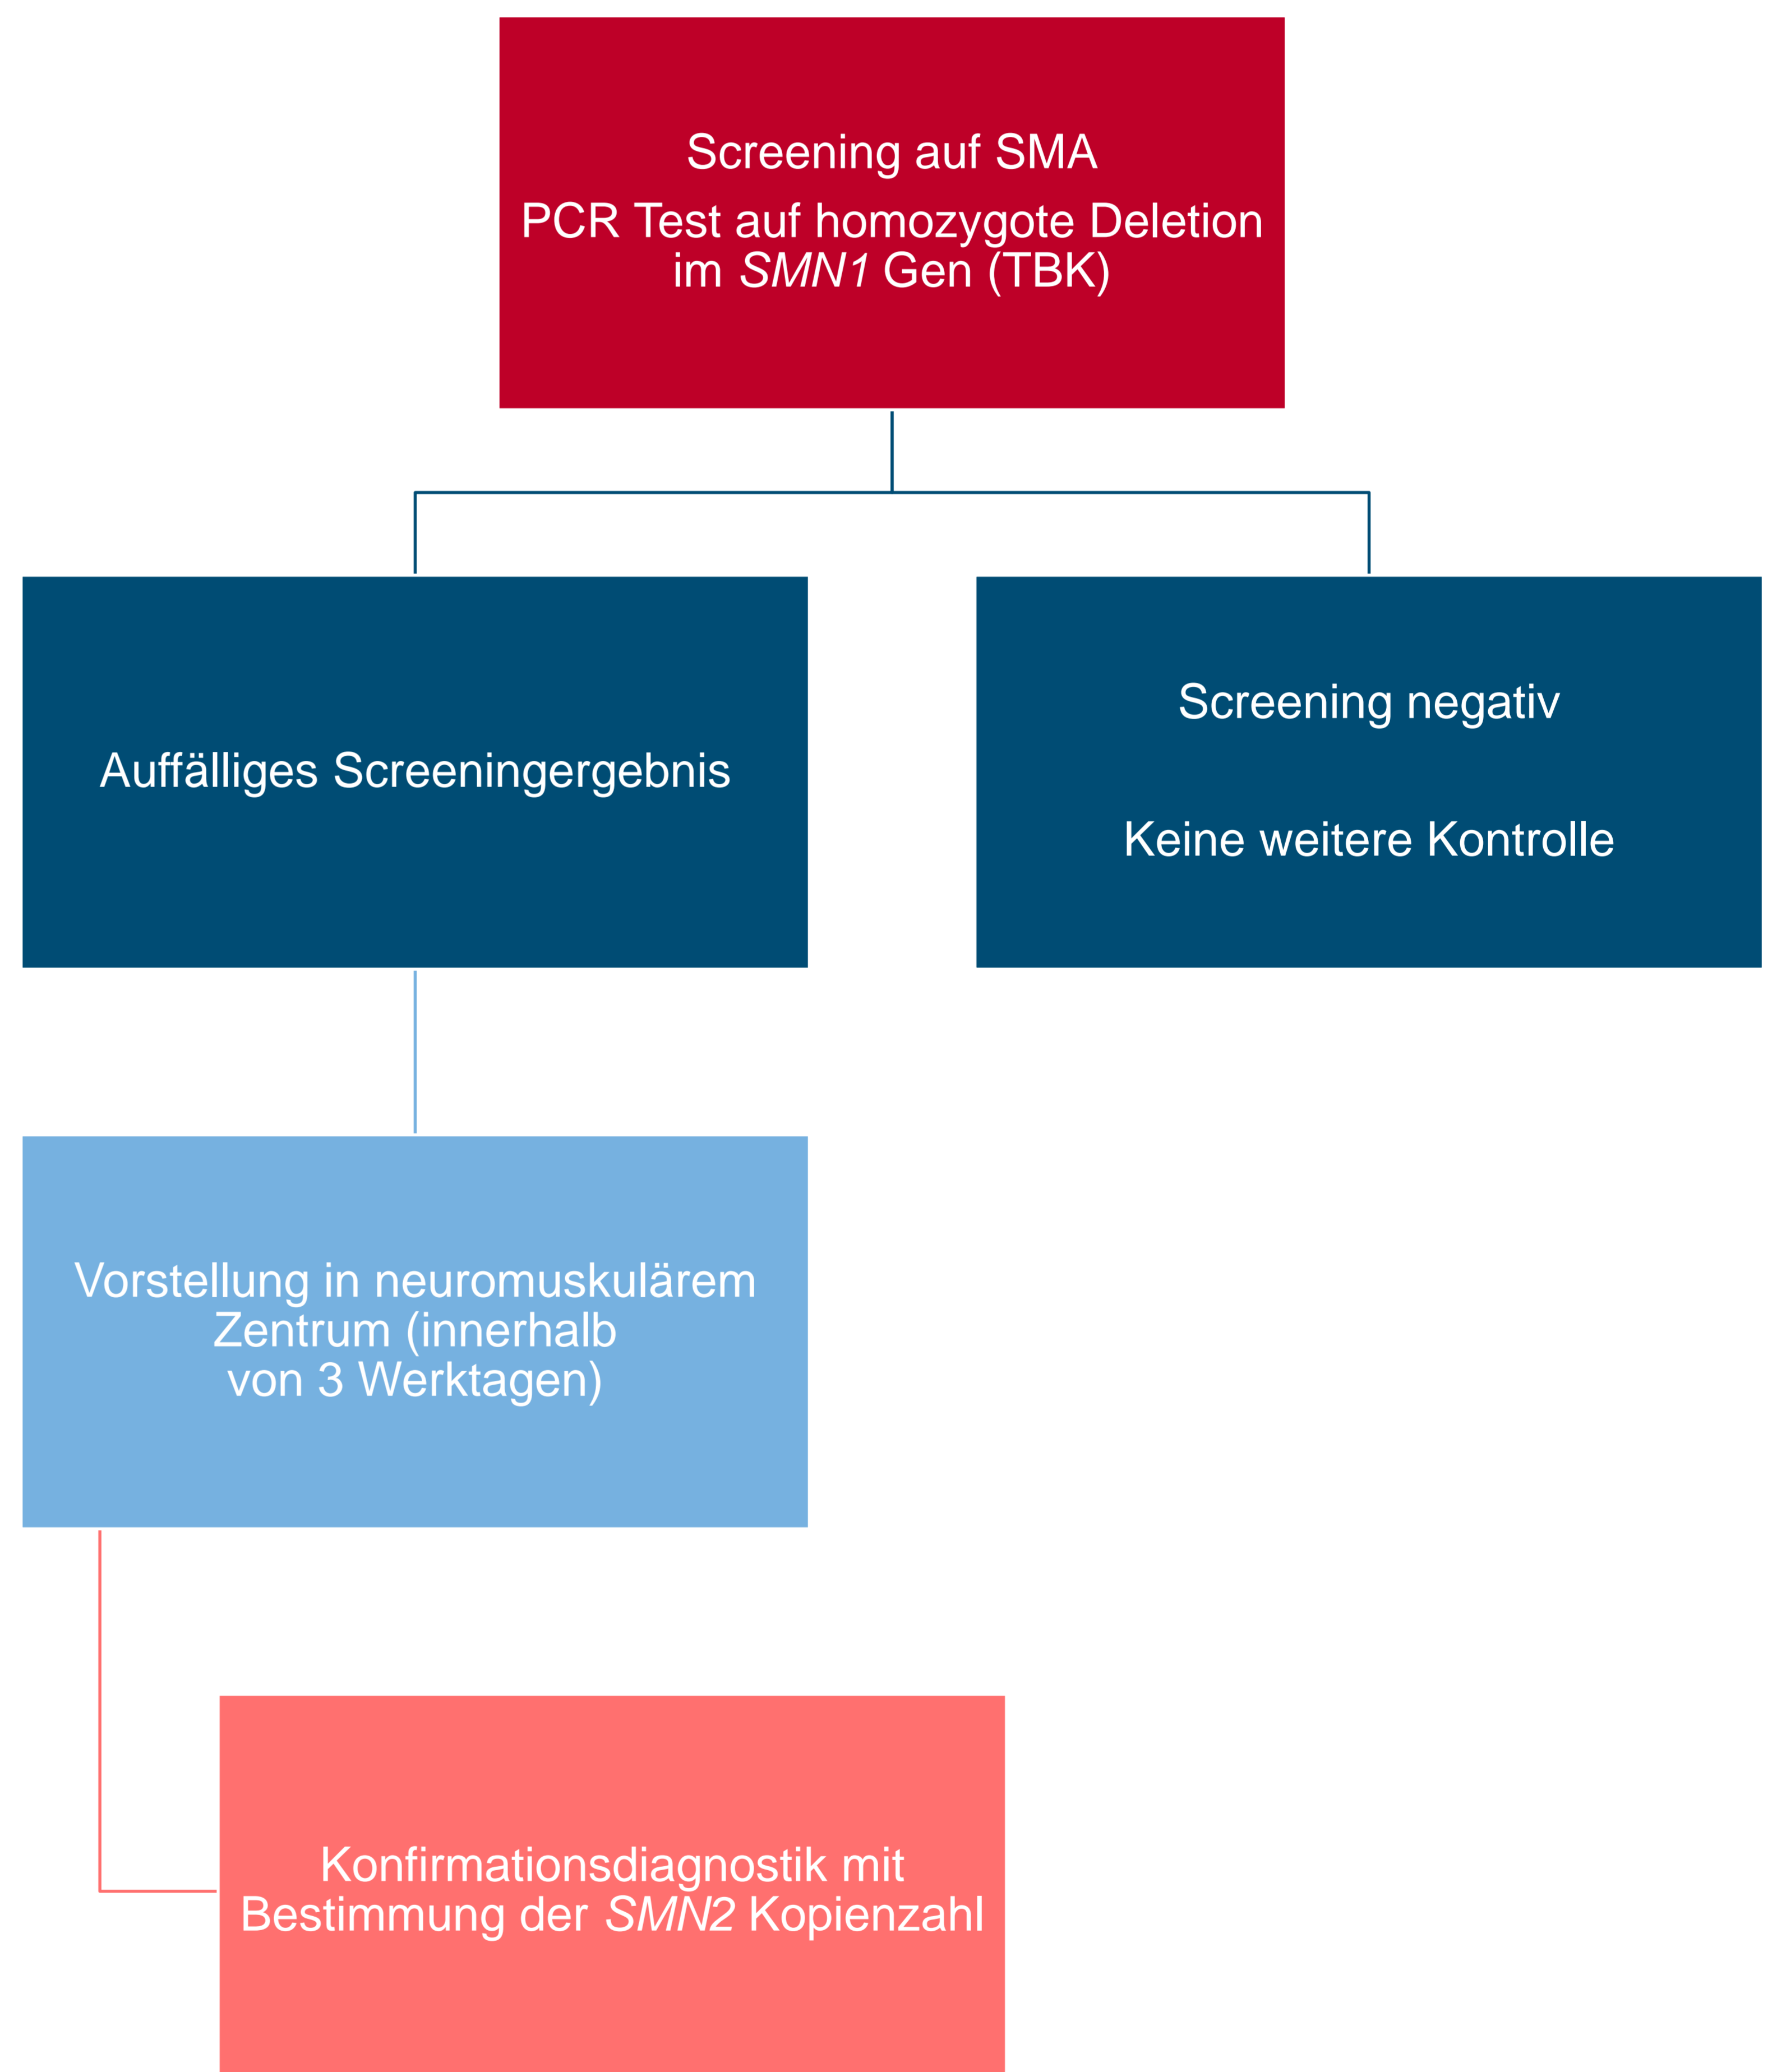 Screening auf SMA
PCR Test auf homozygote Deletion
im SMN1 Gen (TBK)
Auffälliges Screeningergebnis
Screening negativ
Keine weitere Kontrolle
Vorstellung in neuromuskulärem
Zentrum (innerhalb
von 3 Werktagen)
Konfirmationsdiagnostik mit
Bestimmung der SMN2 Kopienzahl